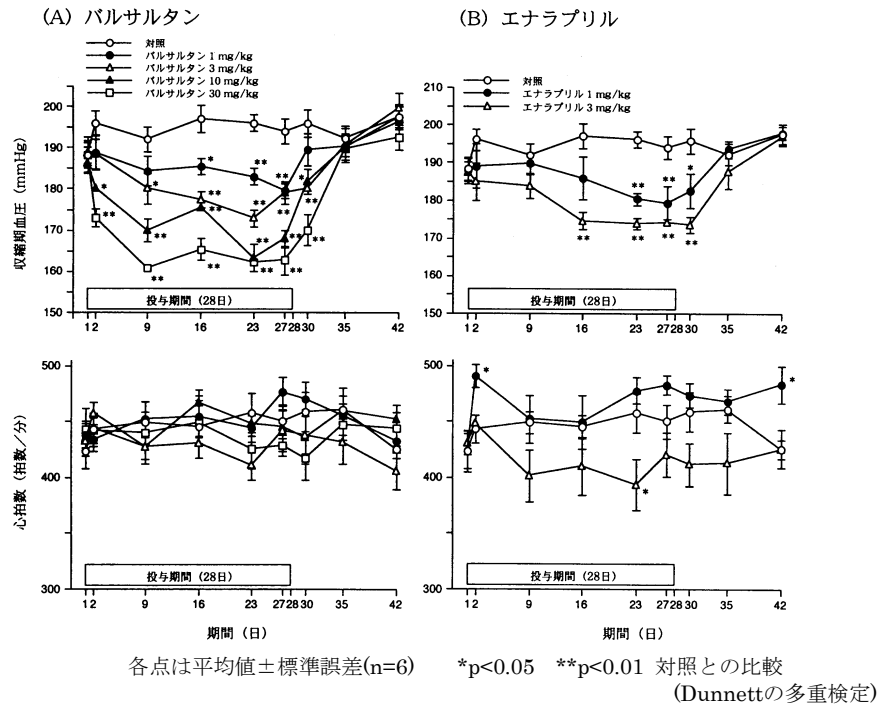 (A) バルサルタン
(B) エナラプリル
対照
バルサルタン 1 mg/kg
バルサルタン 3 mg/kg
バルサルタン 10 mg/kg
バルサルタン 30 mg/kg
対照
エナラプリル 1 mg/kg
エナラプリル 3 mg/kg
収縮期血圧 (mmHg)
200
190
180
170
160
150
* ** ** * ** ** * ** ** ** ** ** ** ** ** ** ** ** ** * ** **
投与期間 (28日)
1 2 9 16 23 27 28 30 35 42
210
200
190
180
170
160
150
** ** * ** ** ** **
投与期間 (28日)
1 2 9 16 23 27 28 30 35 42
心拍数 (拍数/分)
500
400
300
投与期間 (28日)
1 2 9 16 23 27 28 30 35 42
期間 (日)
500
400
300
* * *
投与期間 (28日)
1 2 9 16 23 27 28 30 35 42
期間 (日)
各点は平均値±標準誤差(n=6) *p<0.05 **p<0.01 対照との比較
(Dunnettの多重検定)